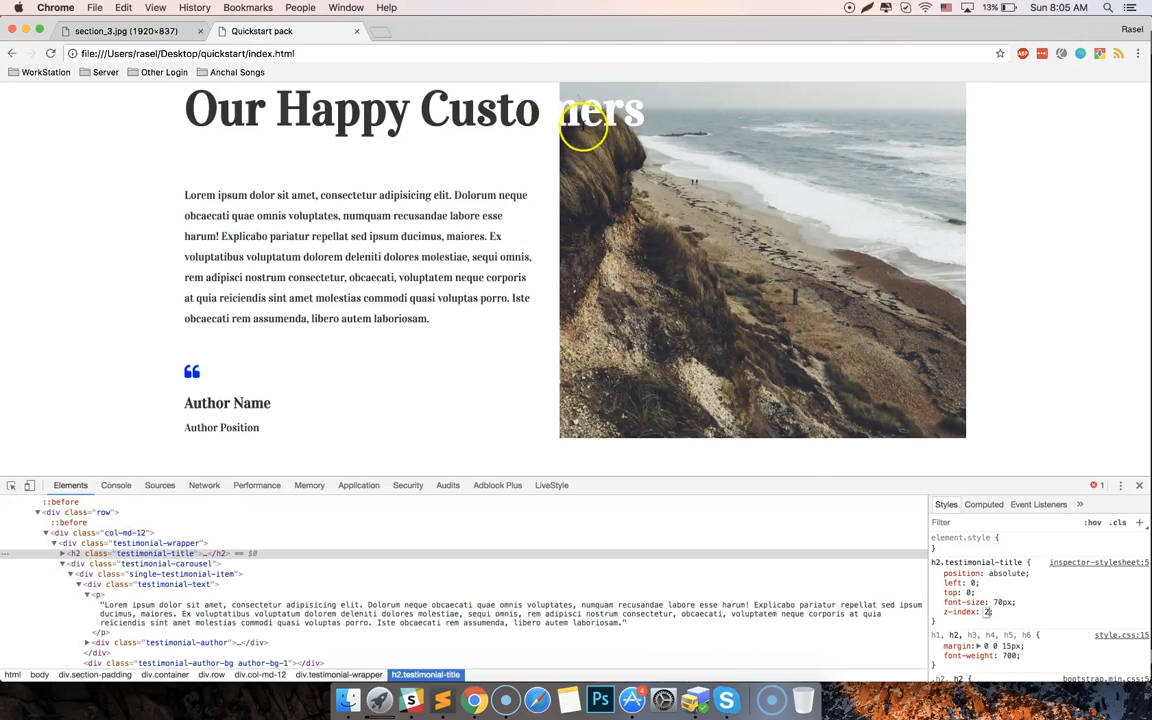 Chrome File Edit View History Bookmarks People Window Help 13% Sun 8:05 AM
section_3.jpg (1920×837) Quickstart pack Rasel
file:///Users/rasel/Desktop/quickstart/index.html
WorkStation Server Other Login Anchal Songs
Our Happy Customers
Lorem ipsum dolor sit amet, consectetur adipisicing elit. Dolorum neque
obcaecati quae omnis voluptates, numquam recusandae labore esse
harum! Explicabo pariatur repellat sed ipsum ducimus, maiores. Ex
voluptatibus voluptatum dolorem deleniti dolores molestiae, sequi omnis,
rem adipisci nostrum consectetur, obcaecati, voluptatem neque corporis
at quia reiciendis sint amet molestias commodi quasi voluptas porro. Iste
obcaecati rem assumenda, libero autem laboriosam.
Author Name
Author Position
Elements Console Sources Network Performance Memory Application Security Audits Adblock Plus LiveStyle 1
::before
<div class="row">
::before
<div class="col-md-12">
<div class="testimonial-wrapper">
<h2 class="testimonial-title">…</h2> == $0
<div class="testimonial-carousel">
<div class="single-testimonial-item">
<div class="testimonial-text">
<p>
"Lorem ipsum dolor sit amet, consectetur adipisicing elit. Dolorum neque obcaecati quae omnis voluptates, numquam recusandae labore esse harum! Explicabo pariatur repellat sed ipsum
ducimus, maiores. Ex voluptatibus voluptatum dolorem deleniti dolores molestiae, sequi omnis, rem adipisci nostrum consectetur, obcaecati, voluptatem neque corporis at quia
reiciendis sint amet molestias commodi quasi voluptas porro. Iste obcaecati rem assumenda, libero autem laboriosam."
</p>
<div class="testimonial-author">…</div>
</div>
<div class="testimonial-author-bg author-bg-1"></div>
html body div.section-padding div.container div.row div.col-md-12 div.testimonial-wrapper h2.testimonial-title
Styles Computed Event Listeners »
Filter :hov .cls +
element.style {
}
h2.testimonial-title { inspector-stylesheet:5
position: absolute;
left: 0;
top: 0;
font-size: 70px;
z-index: 2;
}
h1, h2, h3, h4, h5, h6 { style.css:15
margin: 0 0 15px;
font-weight: 700;
}
.h2, h2 { bootstrap.min.css:5